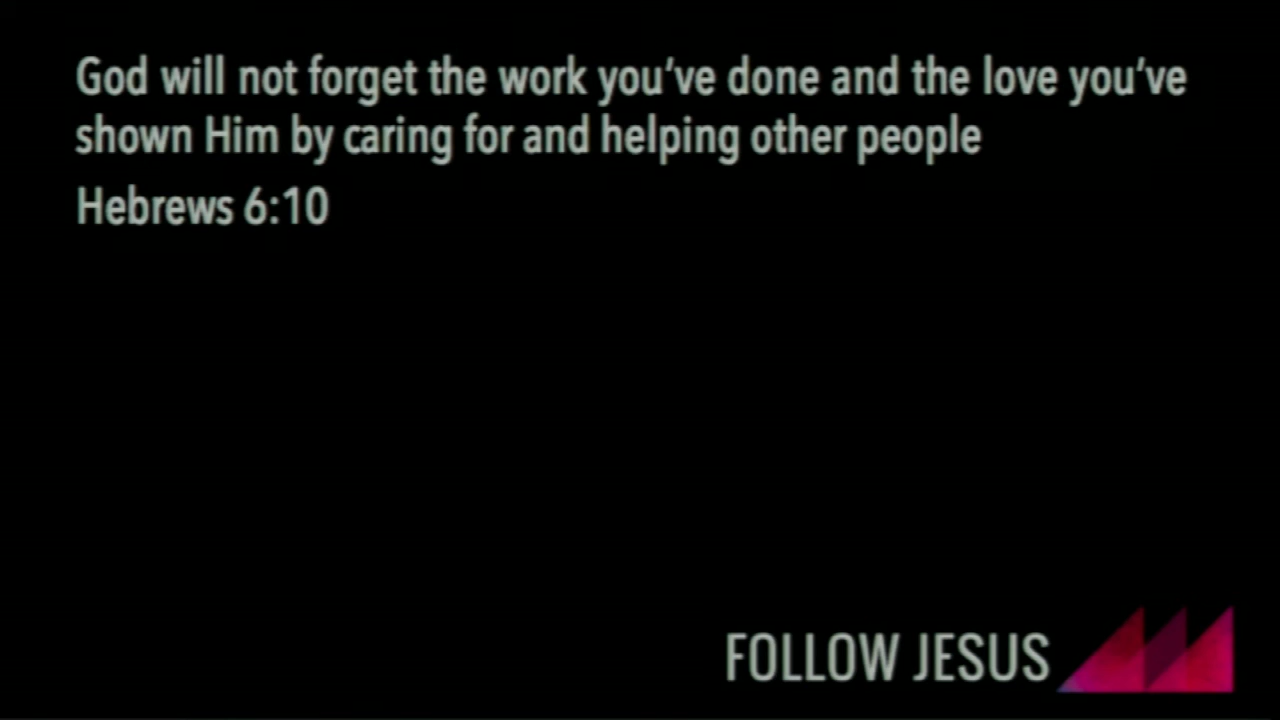 God will not forget the work you've done and the love you've
shown Him by caring for and helping other people
Hebrews 6:10
FOLLOW JESUS